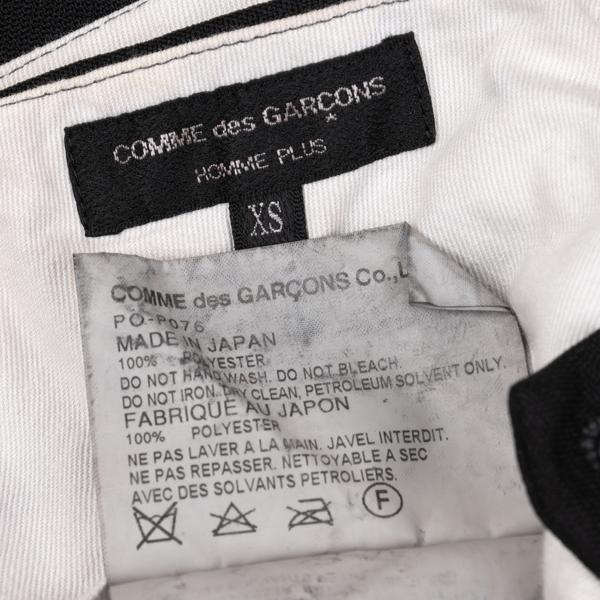 COMME des GARÇONS
HOMME PLUS
XS
COMME des GARÇONS Co., L
PO-P076
MADE IN JAPAN
100% POLYESTER
DO NOT HAND WASH. DO NOT BLEACH.
DO NOT IRON. DRY CLEAN, PETROLEUM SOLVENT ONLY.
FABRIQUE AU JAPON
100% POLYESTER
NE PAS LAVER A LA MAIN. JAVEL INTERDIT.
NE PAS REPASSER. NETTOYABLE A SEC
AVEC DES SOLVANTS PETROLIERS.
F